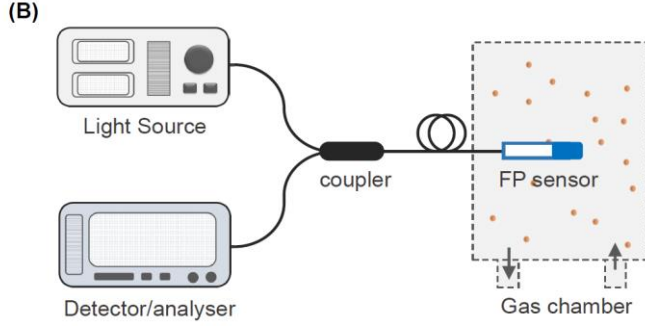 (B)
Light Source
coupler
FP sensor
Detector/analyser
Gas chamber